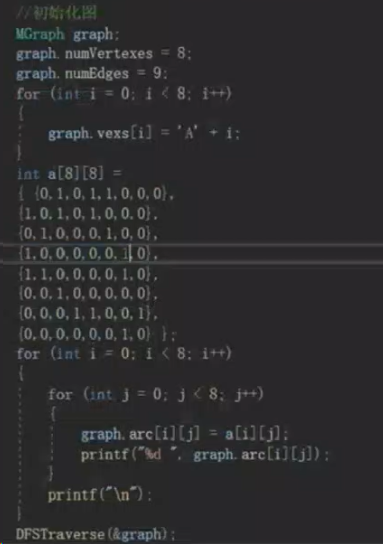 //初始化图
MGraph graph;
graph.numVertexes = 8;
graph.numEdges = 9;
for (int i = 0; i < 8; i++)
{
graph.vexs[i] = 'A' + i;
}
int a[8][8] =
{ {0,1,0,1,1,0,0,0},
{1,0,1,0,1,0,0,0},
{0,1,0,0,0,1,0,0},
{1,0,0,0,0,0,1,0},
{1,1,0,0,0,0,1,0},
{0,0,1,0,0,0,0,0},
{0,0,0,1,1,0,0,1},
{0,0,0,0,0,0,1,0} };
for (int i = 0; i < 8; i++)
{
for (int j = 0; j < 8; j++)
{
graph.arc[i][j] = a[i][j];
printf("%d ", graph.arc[i][j]);
}
printf("\n");
}
DFSTraverse(&graph);